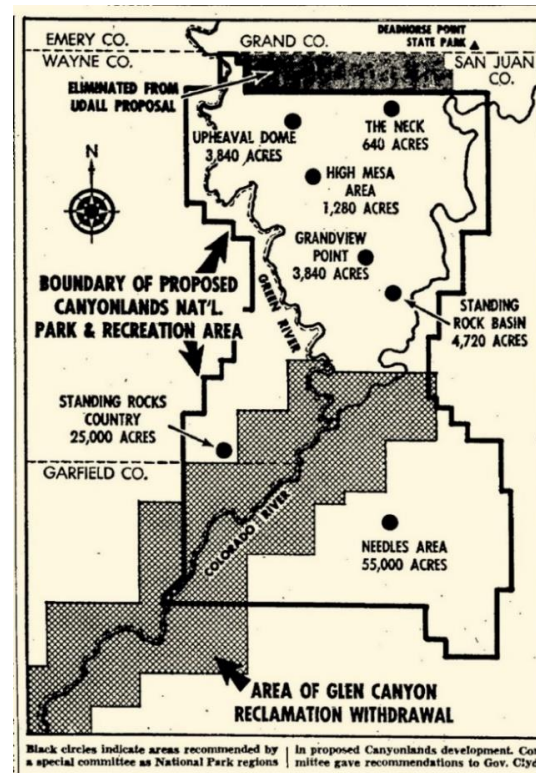 DEADHORSE POINT
STATE PARK
EMERY CO.
GRAND CO.
WAYNE CO.
SAN JUAN
CO.
ELIMINATED FROM
UDALL PROPOSAL
UPHEAVAL DOME
3,840 ACRES
THE NECK
640 ACRES
N
HIGH MESA
AREA
1,280 ACRES
GRANDVIEW
POINT
3,840 ACRES
BOUNDARY OF PROPOSED
CANYONLANDS NAT'L.
PARK & RECREATION AREA
GREEN RIVER
STANDING
ROCK BASIN
4,720 ACRES
STANDING ROCKS
COUNTRY
25,000 ACRES
GARFIELD CO.
COLORADO RIVER
NEEDLES AREA
55,000 ACRES
AREA OF GLEN CANYON
RECLAMATION WITHDRAWAL
Black circles indicate areas recommended by
a special committee as National Park regions
in proposed Canyonlands development. Com
mittee gave recommendations to Gov. Clyd